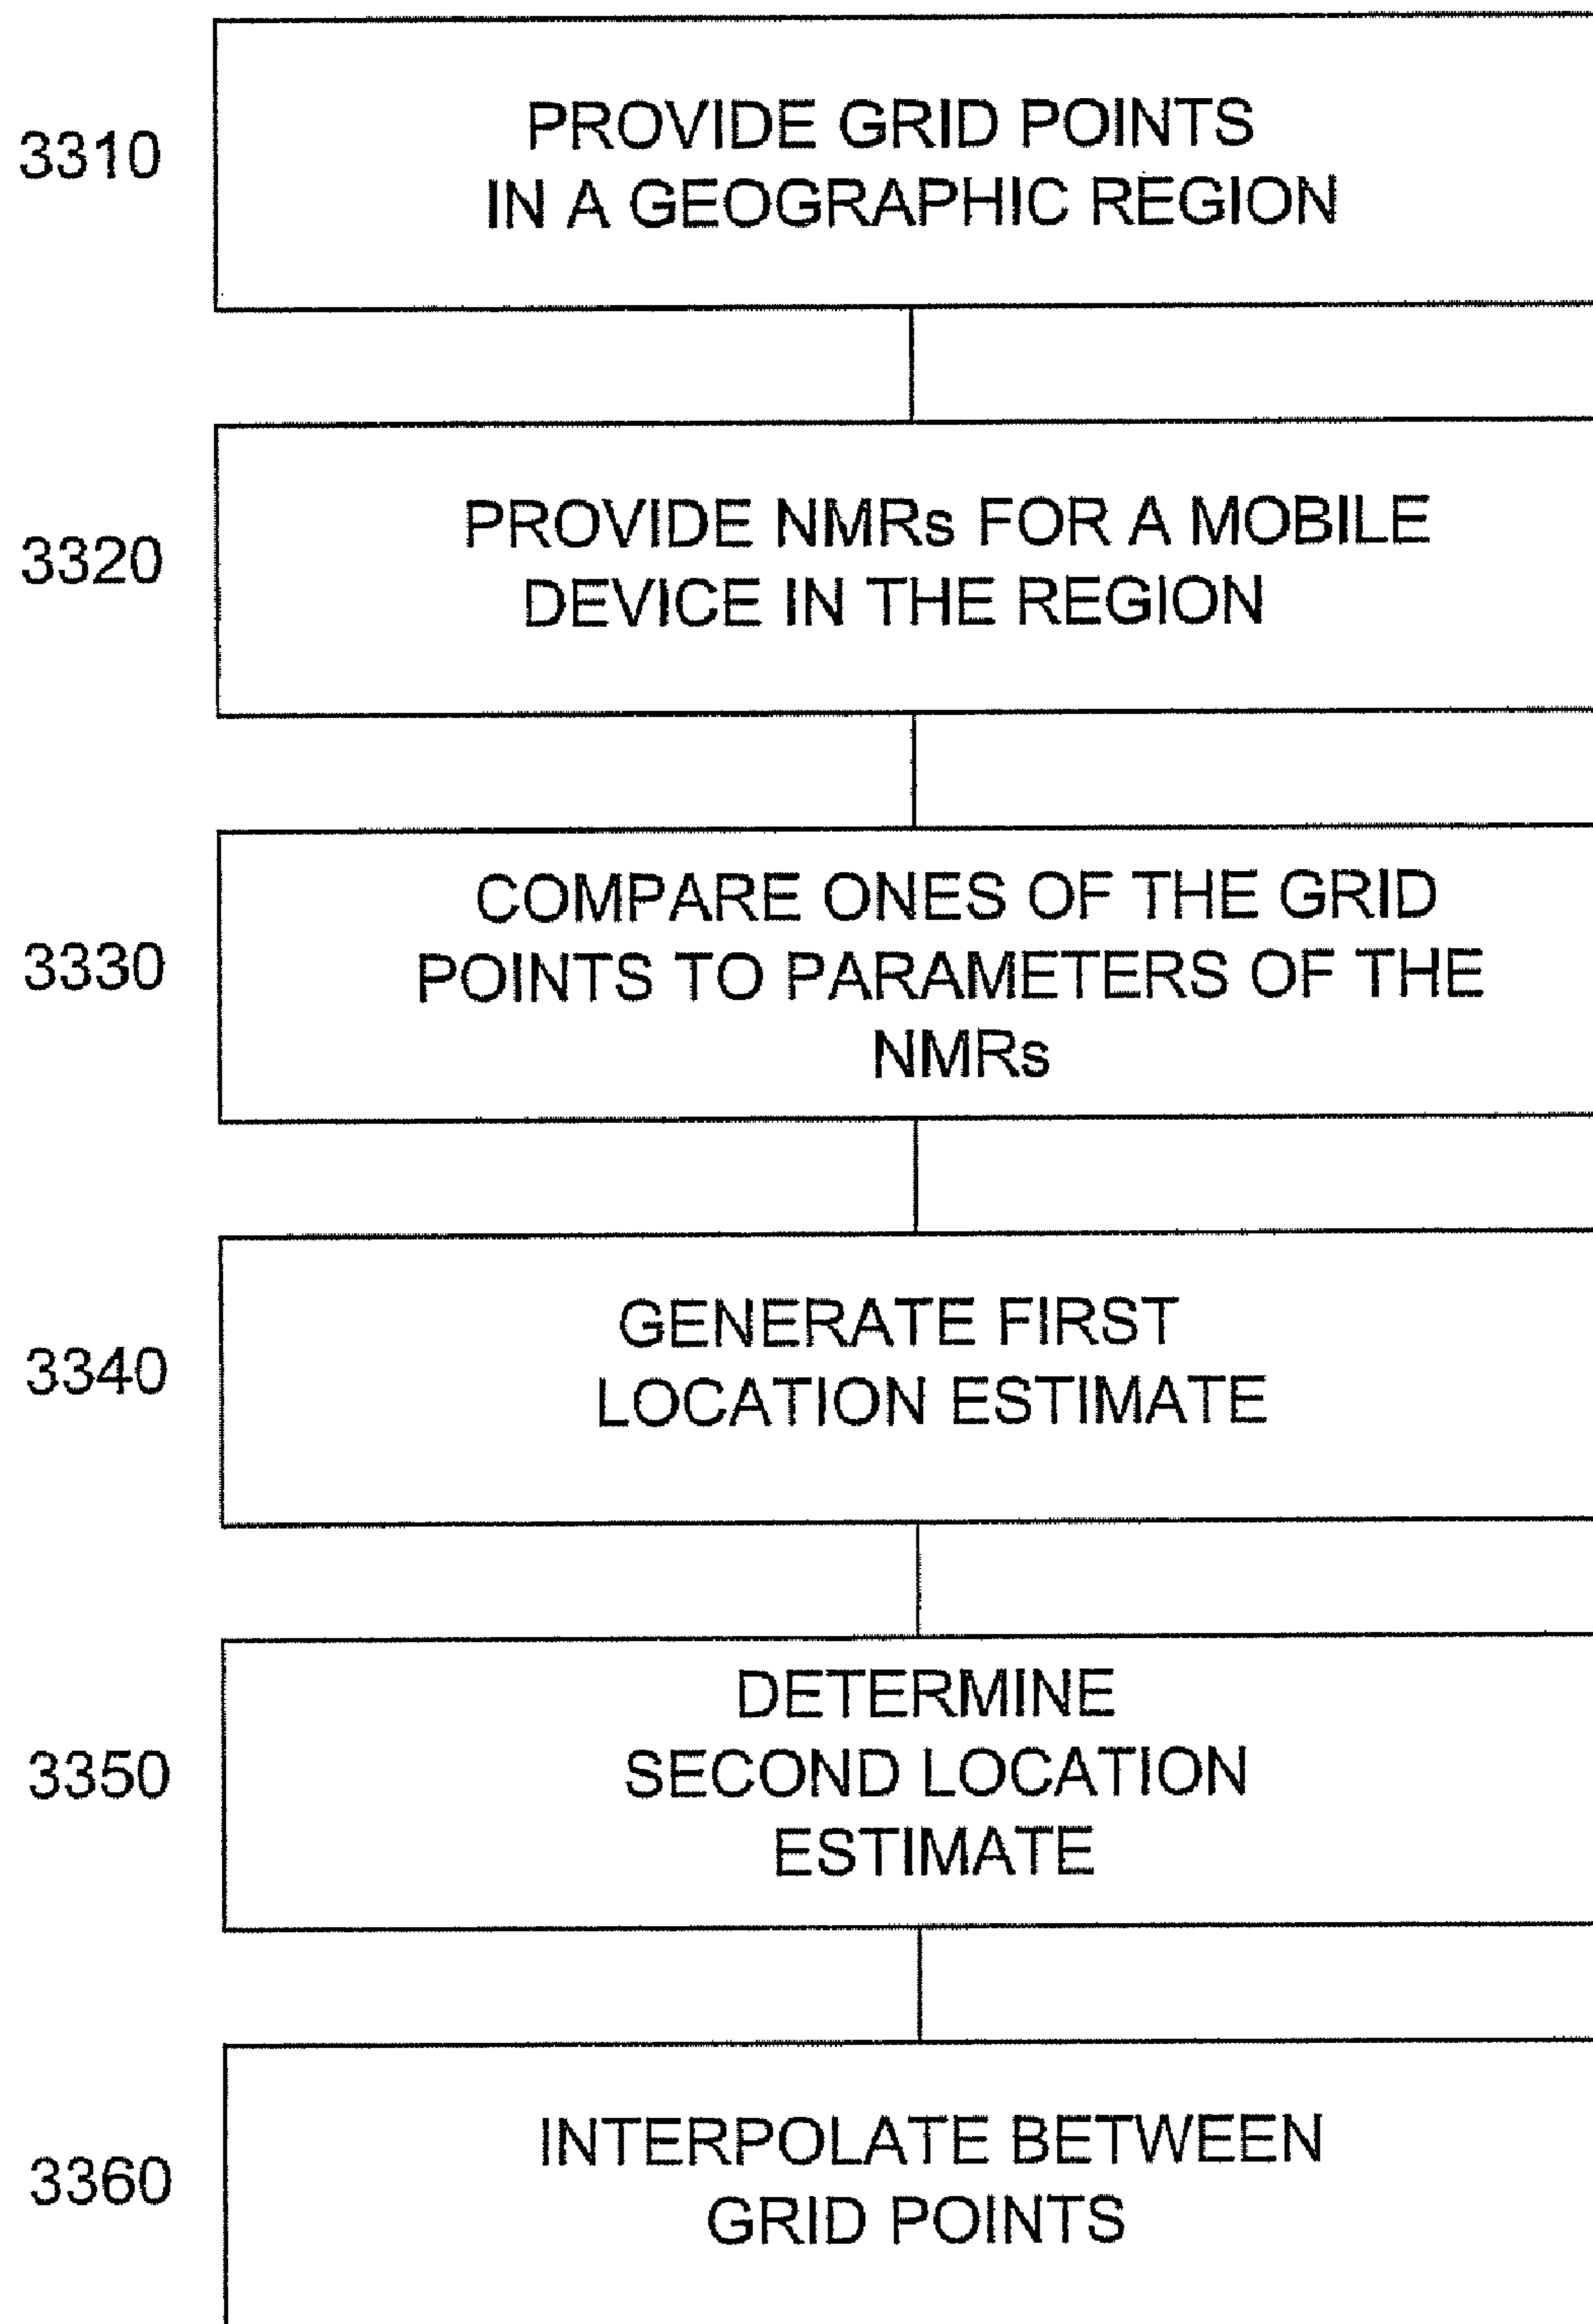 3310
PROVIDE GRID POINTS
IN A GEOGRAPHIC REGION
3320
PROVIDE NMRs FOR A MOBILE
DEVICE IN THE REGION
3330
COMPARE ONES OF THE GRID
POINTS TO PARAMETERS OF THE
NMRs
3340
GENERATE FIRST
LOCATION ESTIMATE
3350
DETERMINE
SECOND LOCATION
ESTIMATE
3360
INTERPOLATE BETWEEN
GRID POINTS